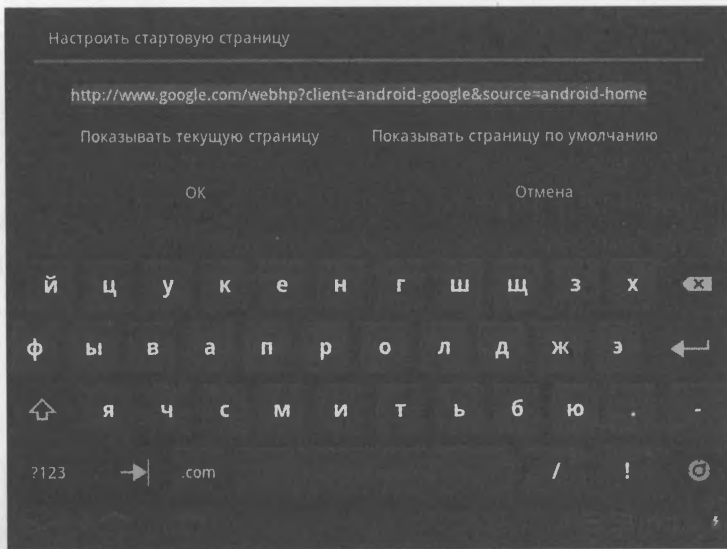 Настроить стартовую страницу
http://www.google.com/webhp?client=android-google&source=android-home
Показывать текущую страницу Показывать страницу по умолчанию
ОК Отмена
й ц у к е н г ш щ з х
ф ы в а п р о л д ж э
я ч с м и т ь б ю . -
?123 .com / !